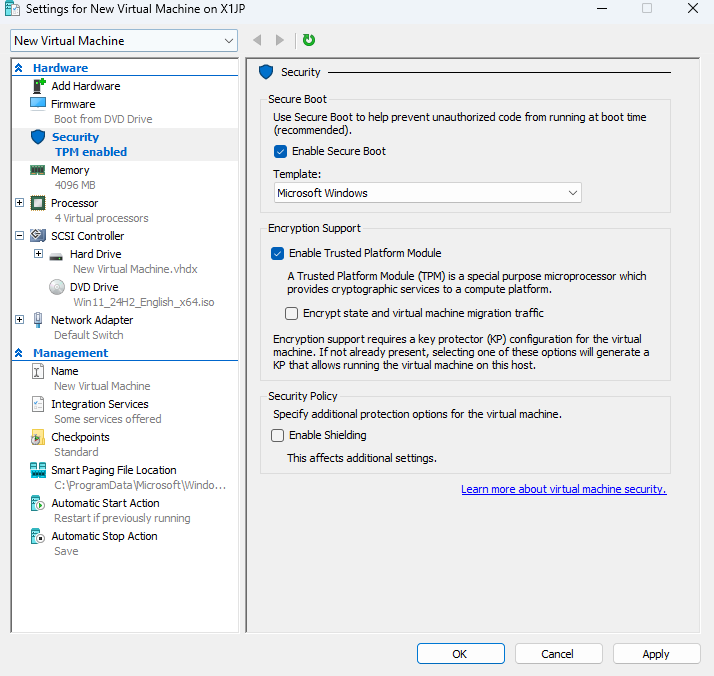 Settings for New Virtual Machine on X1JP
New Virtual Machine
Hardware
Add Hardware
Firmware
Boot from DVD Drive
Security
TPM enabled
Memory
4096 MB
Processor
4 Virtual processors
SCSI Controller
Hard Drive
New Virtual Machine.vhdx
DVD Drive
Win11_24H2_English_x64.iso
Network Adapter
Default Switch
Management
Name
New Virtual Machine
Integration Services
Some services offered
Checkpoints
Standard
Smart Paging File Location
C:\ProgramData\Microsoft\Windo...
Automatic Start Action
Restart if previously running
Automatic Stop Action
Save
Security
Secure Boot
Use Secure Boot to help prevent unauthorized code from running at boot time
(recommended).
Enable Secure Boot
Template:
Microsoft Windows
Encryption Support
Enable Trusted Platform Module
A Trusted Platform Module (TPM) is a special purpose microprocessor which
provides cryptographic services to a compute platform.
Encrypt state and virtual machine migration traffic
Encryption support requires a key protector (KP) configuration for the virtual
machine. If not already present, selecting one of these options will generate a
KP that allows running the virtual machine on this host.
Security Policy
Specify additional protection options for the virtual machine.
Enable Shielding
This affects additional settings.
Learn more about virtual machine security.
OK
Cancel
Apply